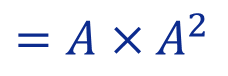 = A × A²